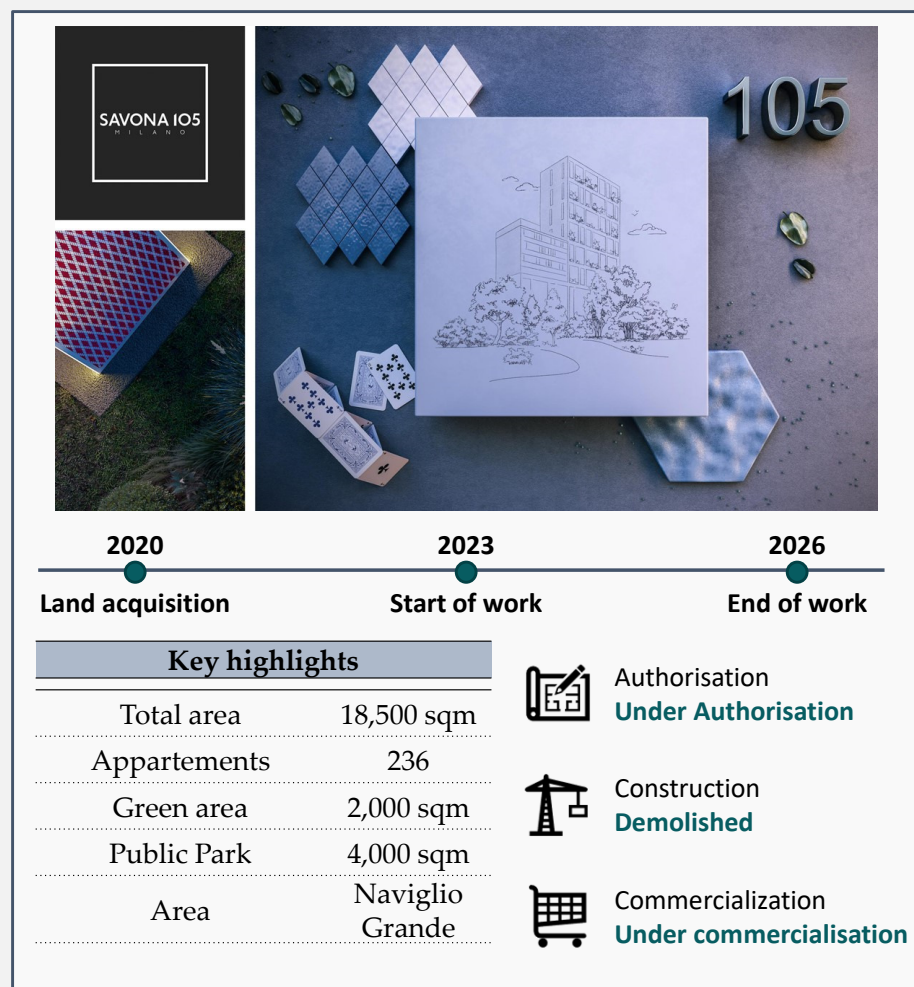 SAVONA 105
MILANO
105
2020
2023
2026
Land acquisition
Start of work
End of work
Key highlights
Total area 18,500 sqm
Appartements 236
Green area 2,000 sqm
Public Park 4,000 sqm
Area Naviglio
Grande
Authorisation
Under Authorisation
Construction
Demolished
Commercialization
Under commercialisation